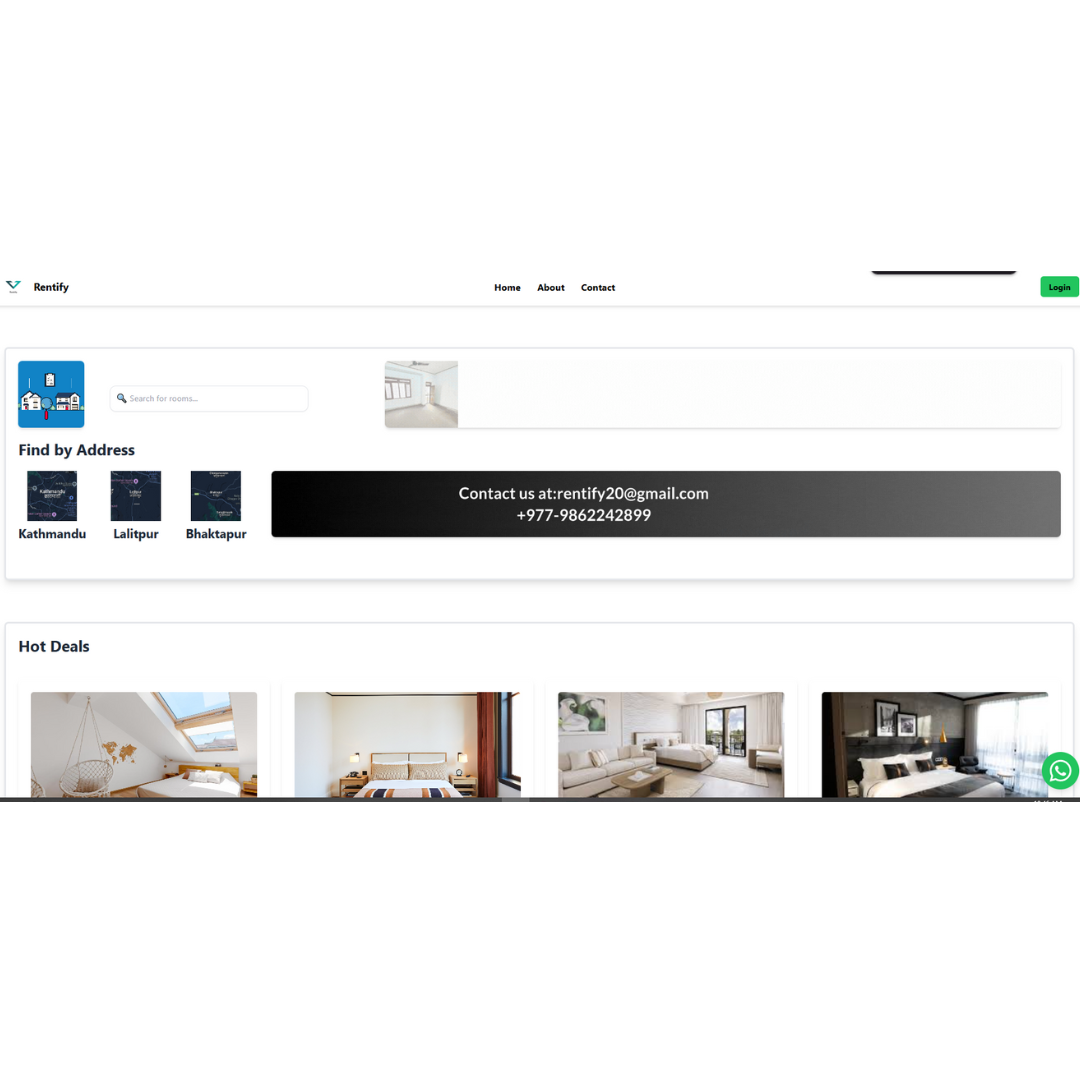 Rentify
Home About Contact
Login
Search for rooms...
Find by Address
Contact us at:rentify20@gmail.com
+977-9862242899
Kathmandu Lalitpur Bhaktapur
Hot Deals